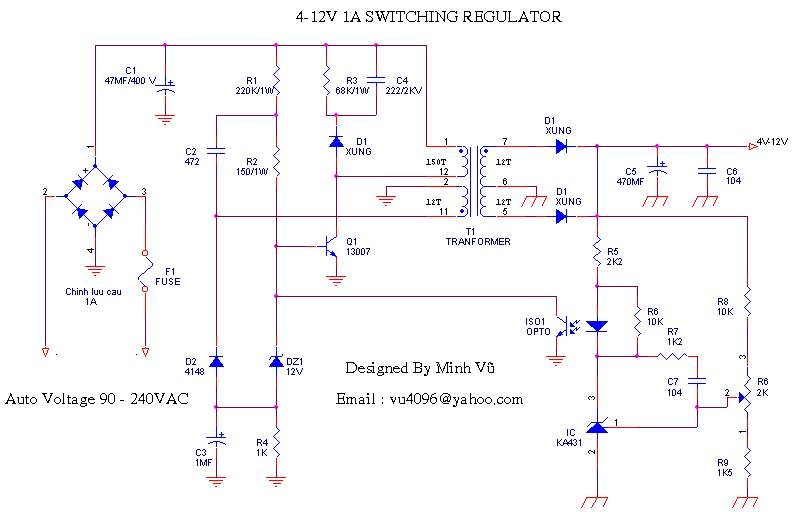 4-12V 1A SWITCHING REGULATOR
C1
47MF/400 V
R1
220K/1W
R3
68K/1W
C4
222/2KV
D1
XUNG
C2
472
R2
150/1W
1
2
3
4
F1
FUSE
Chinh luu cau
1A
1
150T
12
2
12T
11
7
12T
6
12T
5
T1
TRANFORMER
D1
XUNG
D1
XUNG
C5
470MF
C6
104
4V-12V
Q1
13007
R5
2K2
R6
10K
R7
1K2
R8
10K
ISO1
OPTO
D2
4148
DZ1
12V
C7
104
3
2
1
R6
2K
IC
KA431
3
1
2
R9
1K5
C3
1MF
R4
1K
Designed By Minh Vũ
Email : vu4096@yahoo.com
Auto Voltage 90 - 240VAC